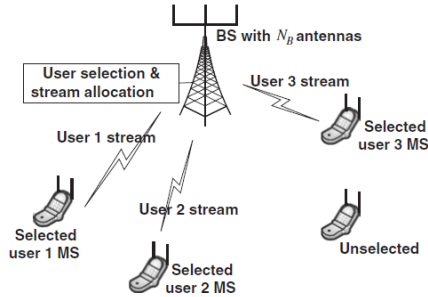 BS with N_B antennas
User selection &
stream allocation
User 3 stream
User 1 stream
Selected
user 3 MS
User 2 stream
Selected
user 1 MS
Unselected
Selected
user 2 MS